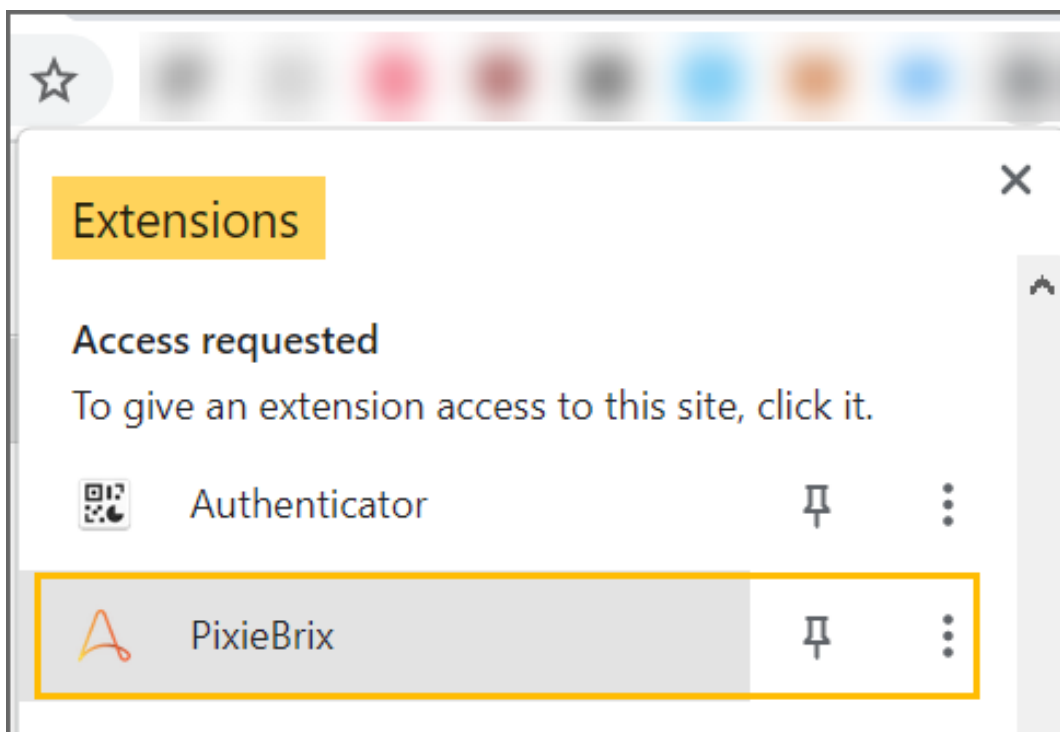 Extensions
Access requested
To give an extension access to this site, click it.
Authenticator
PixieBrix